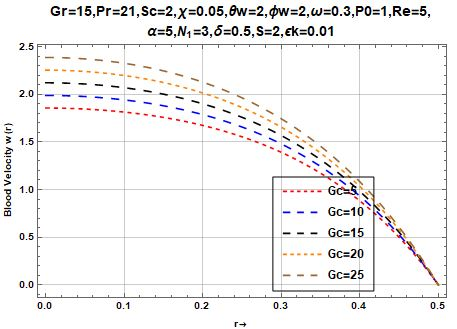 Gr=15,Pr=21,Sc=2,χ=0.05,θw=2,ϕw=2,ω=0.3,P0=1,Re=5,
α=5,N₁=3,δ=0.5,S=2,ϵK=0.01
Blood Velocity w (r)
2.5
2.0
1.5
1.0
0.5
0.0
Gc=5
Gc=10
Gc=15
Gc=20
Gc=25
0.0 0.1 0.2 0.3 0.4 0.5
r→